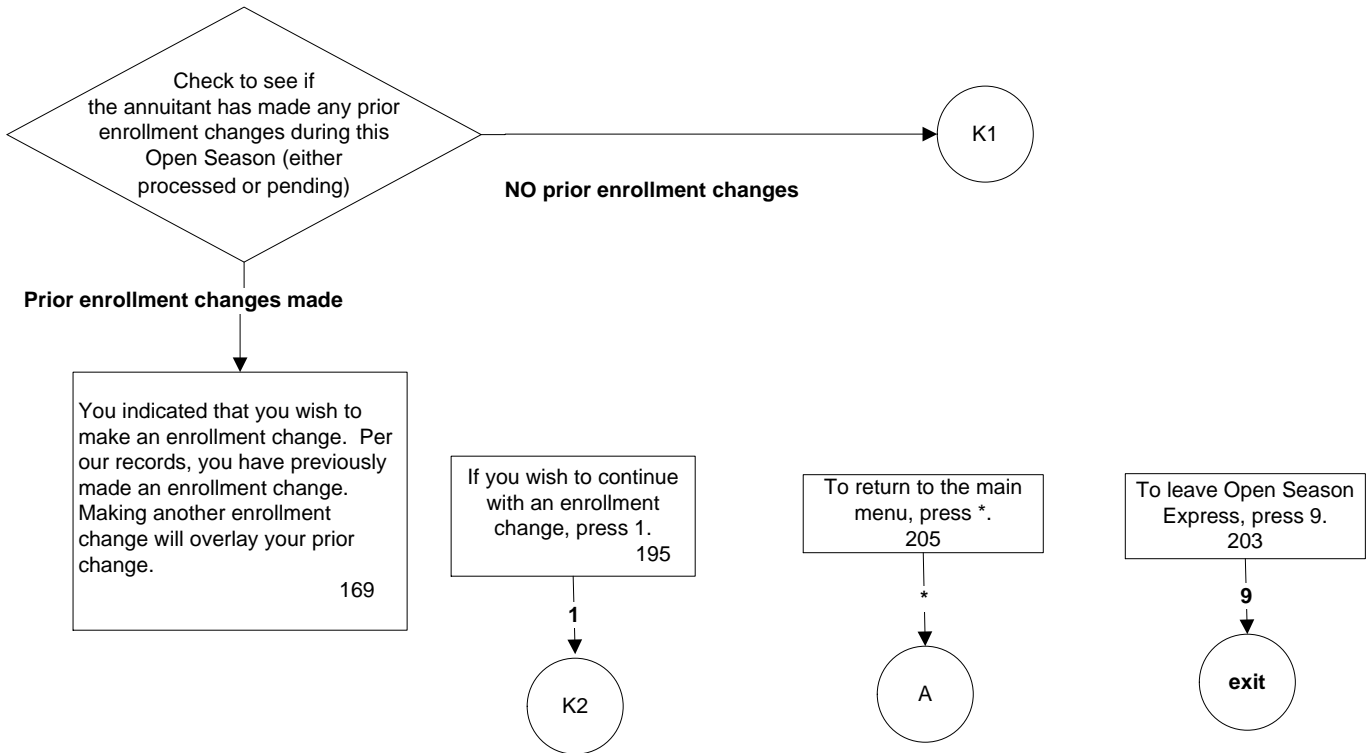 Check to see if
the annuitant has made any prior
enrollment changes during this
Open Season (either
processed or pending)
K1
NO prior enrollment changes
Prior enrollment changes made
You indicated that you wish to
make an enrollment change.  Per
our records, you have previously
made an enrollment change.
Making another enrollment
change will overlay your prior
change.
169
If you wish to continue
with an enrollment
change, press 1.
195
1
K2
To return to the main
menu, press *.
205
*
A
To leave Open Season
Express, press 9.
203
9
exit